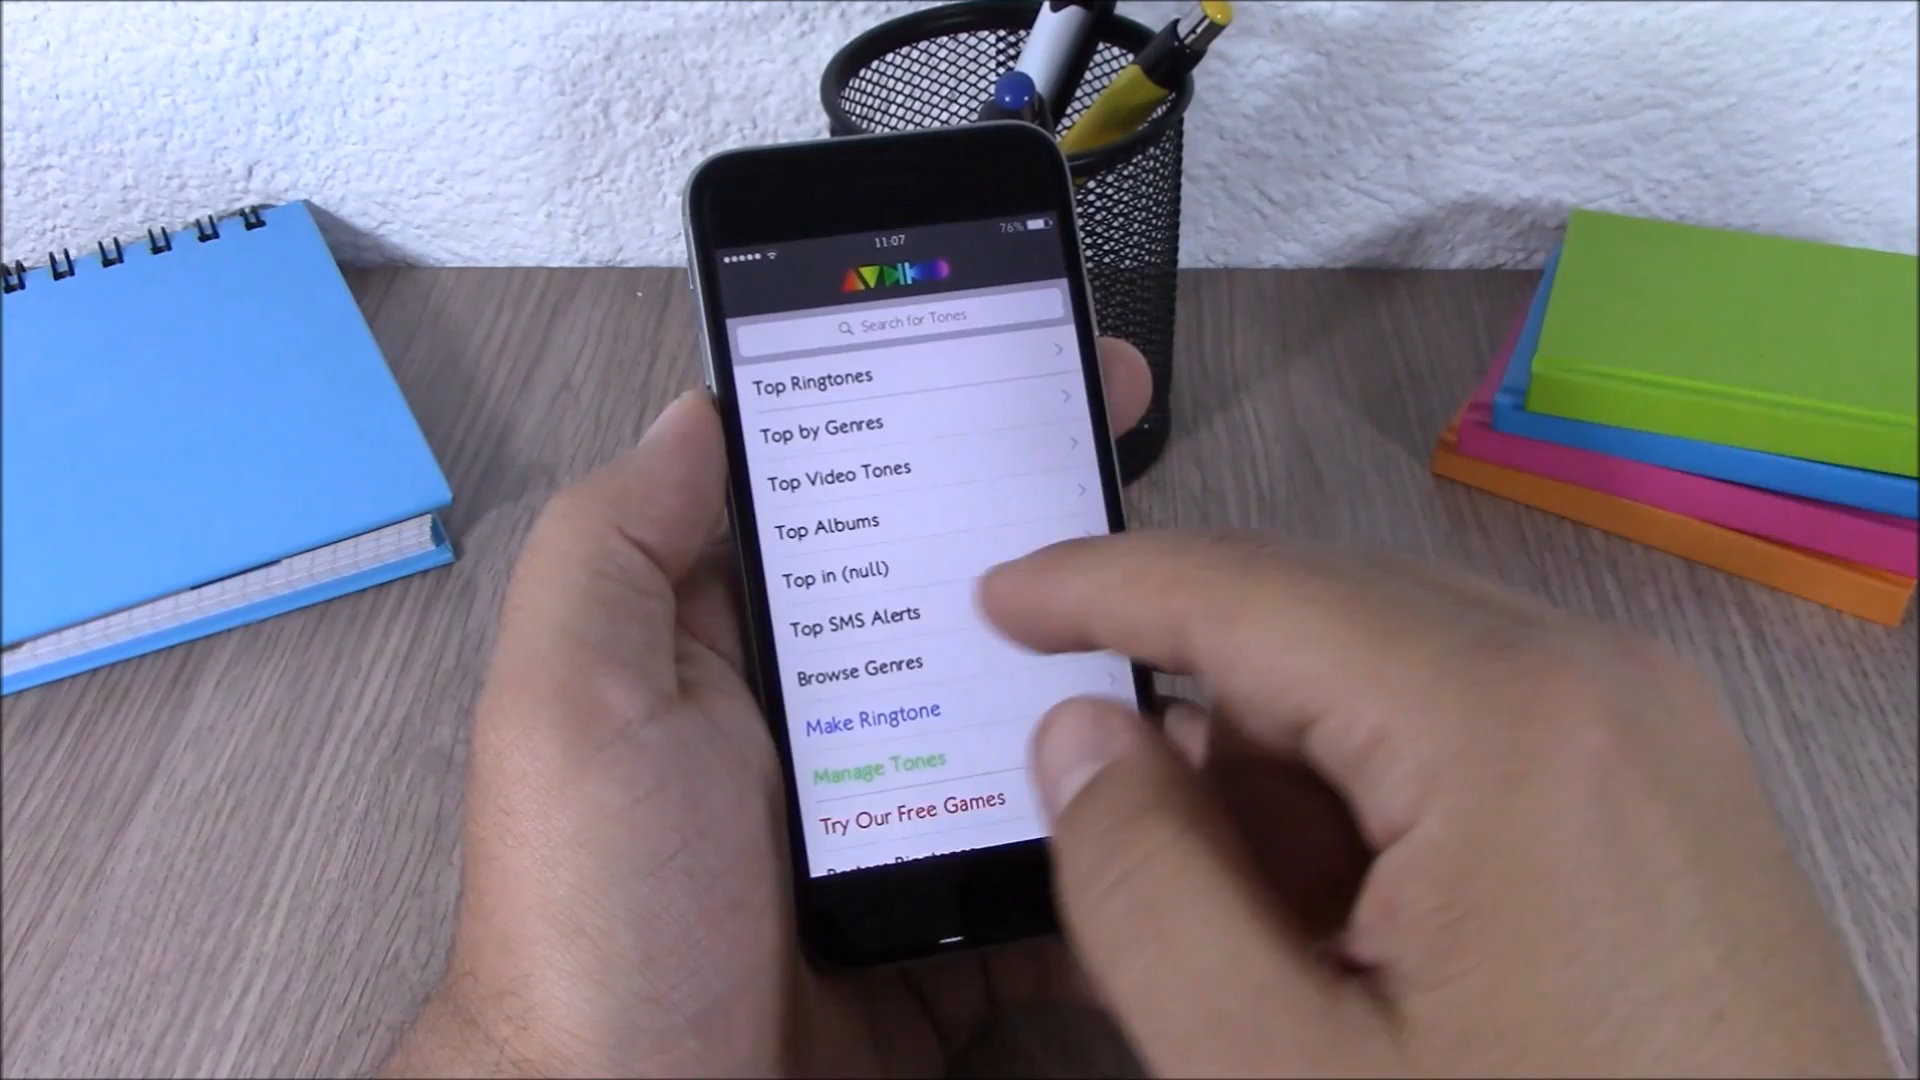 11:07
76%
Search for Tones
Top Ringtones
Top by Genres
Top Video Tones
Top Albums
Top in (null)
Top SMS Alerts
Browse Genres
Make Ringtone
Manage Tones
Try Our Free Games